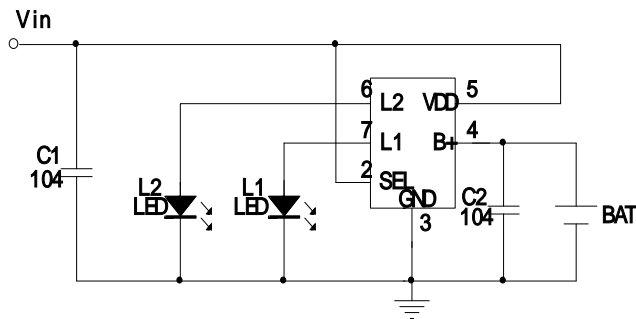 Vin
6 L2 VDD 5
7 L1 B+ 4
2 SEL
GND
3
C1
104
L2
LED
L1
LED
C2
104
BAT